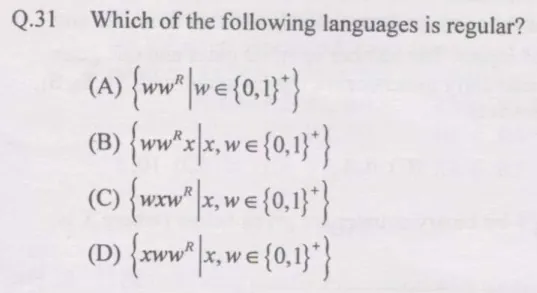 Q.31 Which of the following languages is regular?
(A) {ww^R|w∈{0,1}^+}
(B) {ww^Rx|x,w∈{0,1}^+}
(C) {wxw^R|x,w∈{0,1}^+}
(D) {xww^R|x,w∈{0,1}^+}